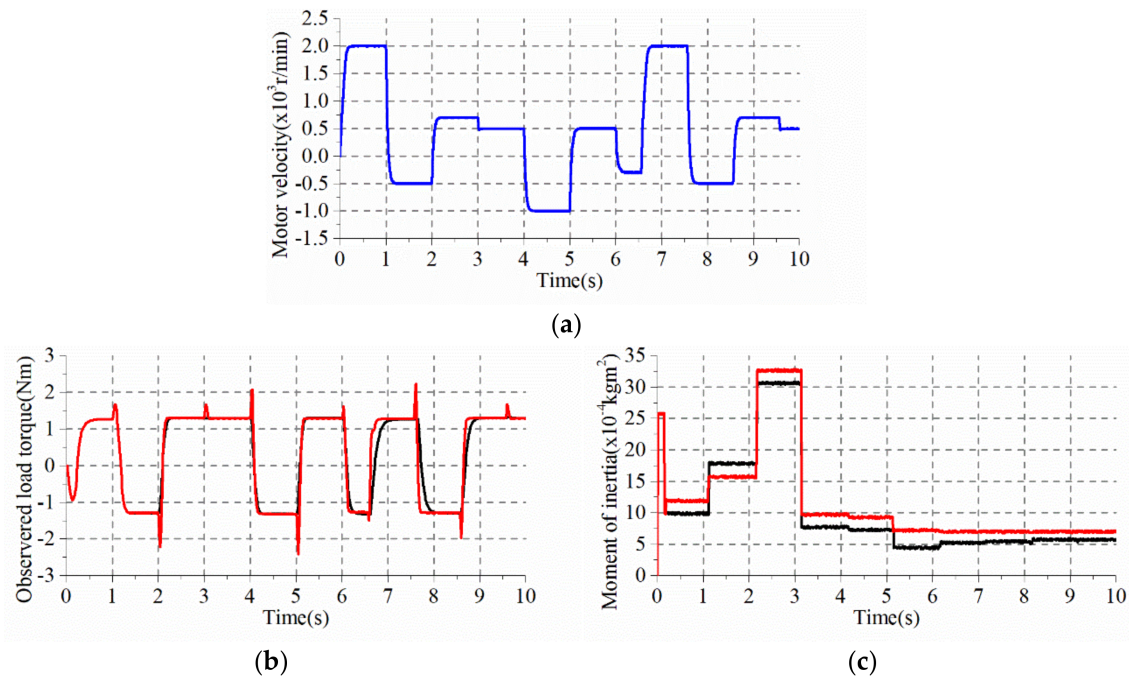 2.5
2.0
1.5
1.0
0.5
0.0
-0.5
-1.0
-1.5
Motor velocity(x10³r/min)
0 1 2 3 4 5 6 7 8 9 10
Time(s)
(a)
3
2
1
0
-1
-2
-3
Observered load torque(Nm)
0 1 2 3 4 5 6 7 8 9 10
Time(s)
(b)
35
30
25
20
15
10
5
0
Moment of inertia(x10⁻⁴kgm²)
0 1 2 3 4 5 6 7 8 9 10
Time(s)
(c)